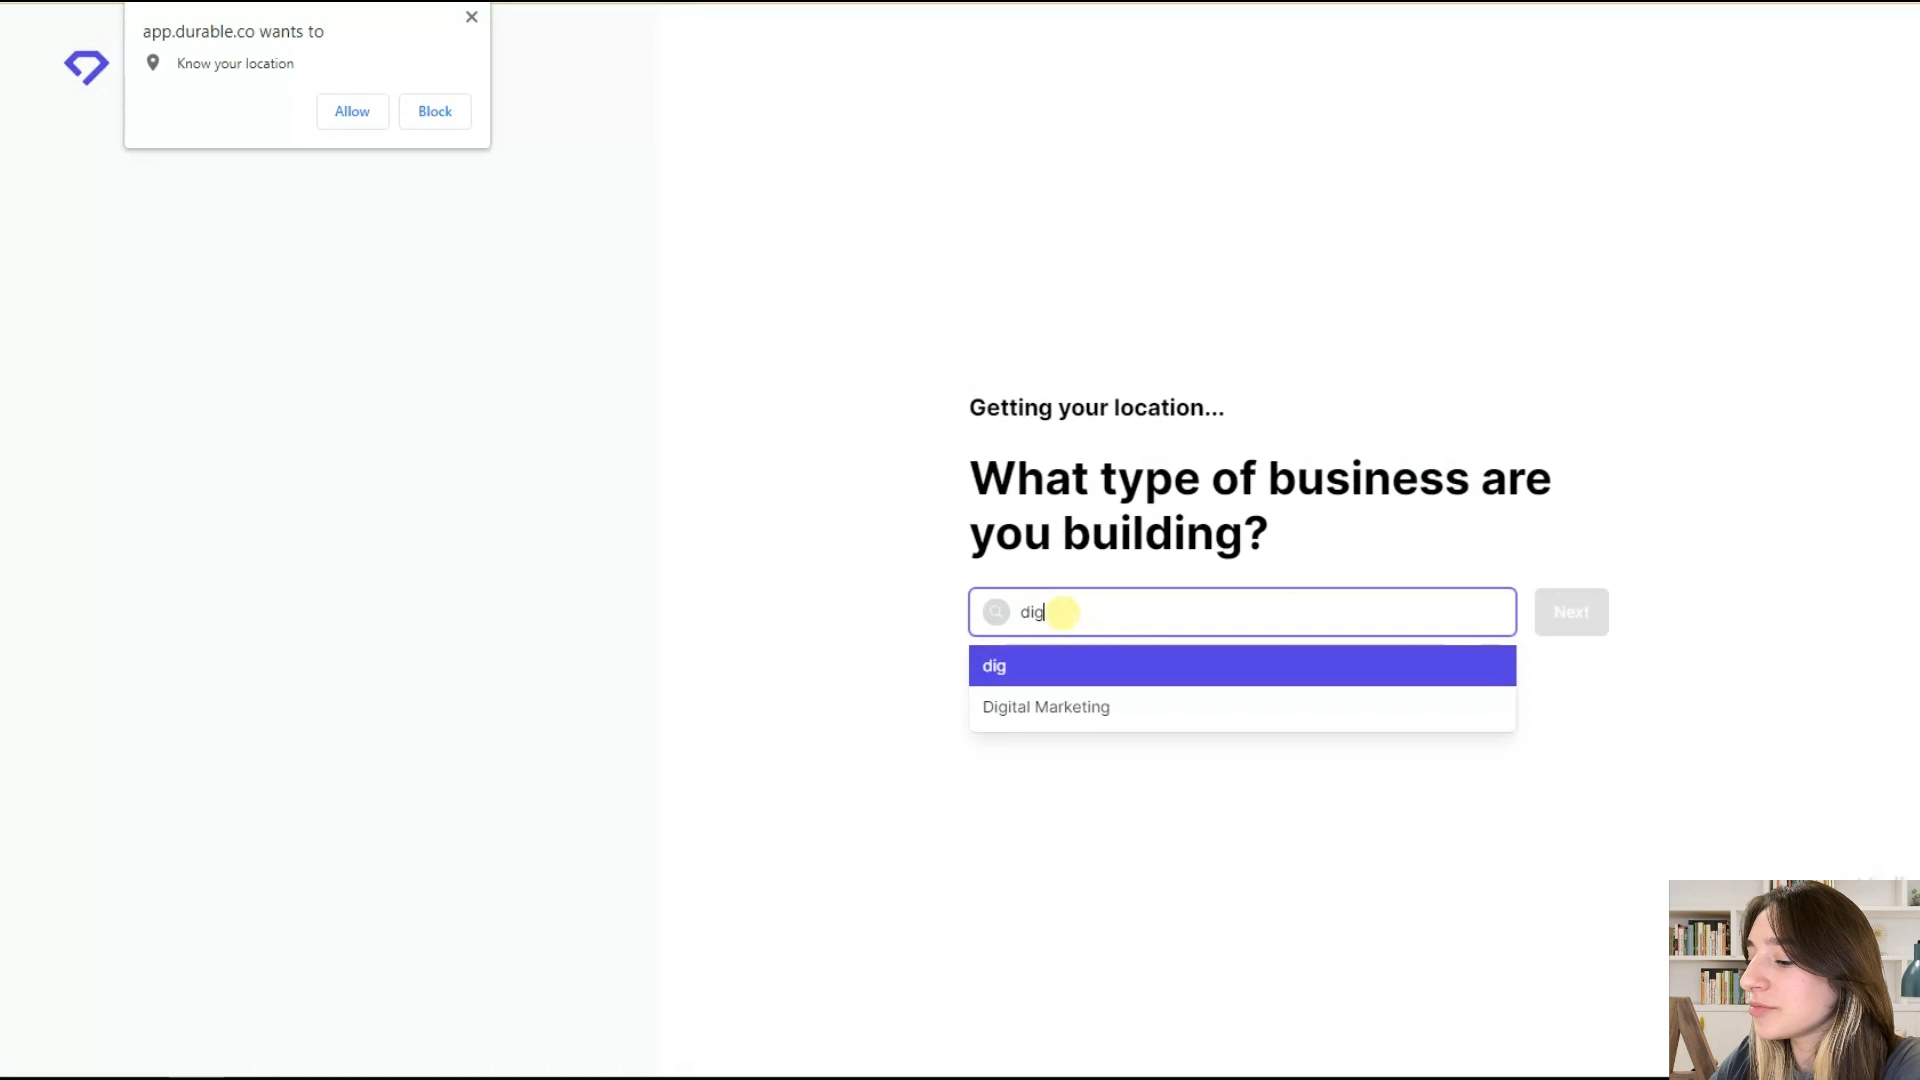 app.durable.co wants to
Know your location
Allow
Block
Getting your location...
What type of business are
you building?
dig
Next
dig
Digital Marketing